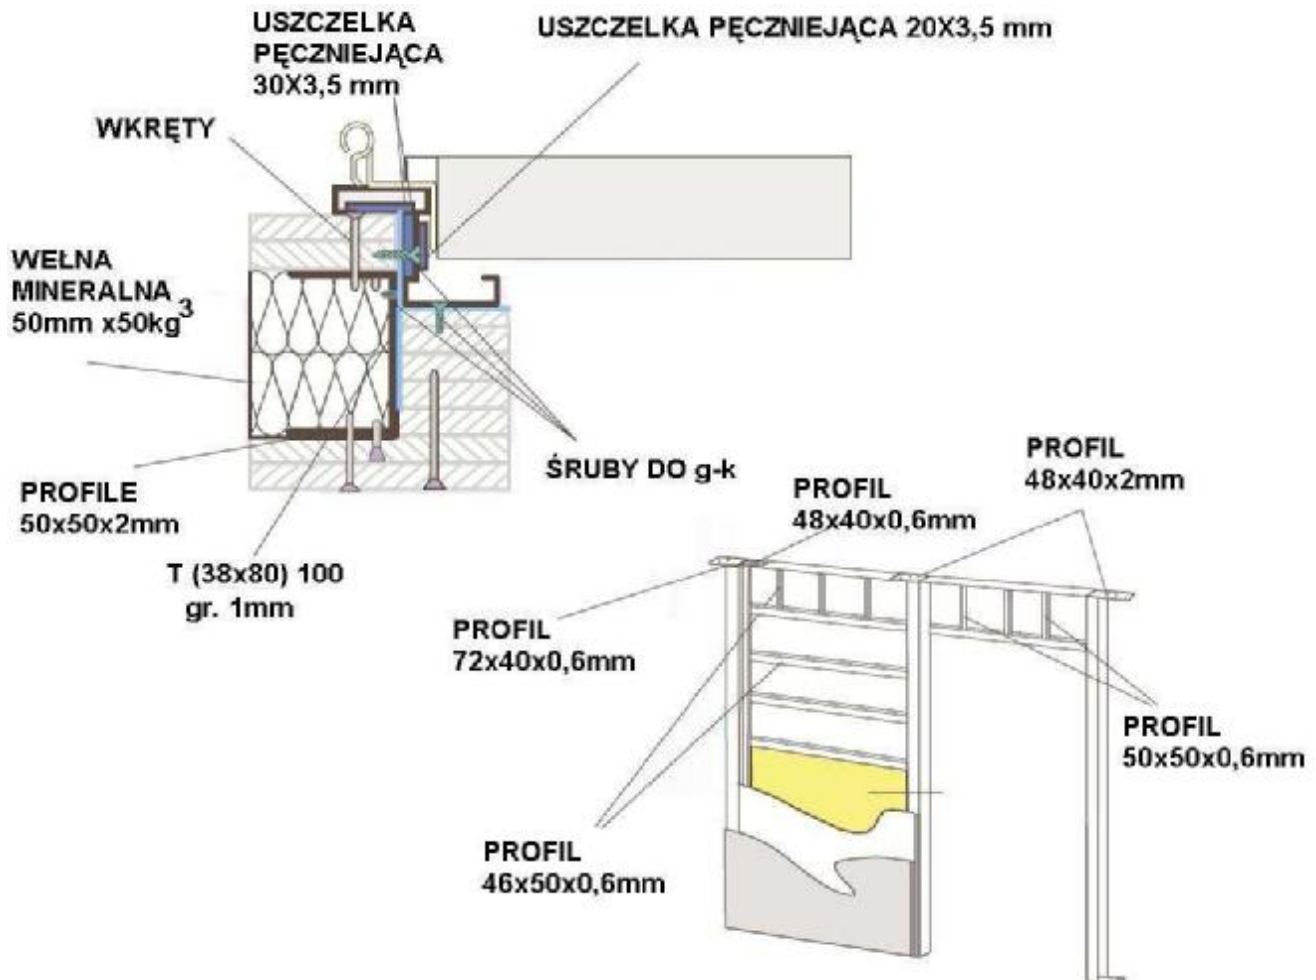 USZCZELKA
PĘCZNIEJĄCA
30X3,5 mm
USZCZELKA PĘCZNIEJĄCA 20X3,5 mm
WKRĘTY
WEŁNA
MINERALNA
50mm x50kg3
PROFILE
50x50x2mm
T (38x80) 100
gr. 1mm
ŚRUBY DO g-k
PROFIL
48x40x0,6mm
PROFIL
48x40x2mm
PROFIL
72x40x0,6mm
PROFIL
50x50x0,6mm
PROFIL
46x50x0,6mm